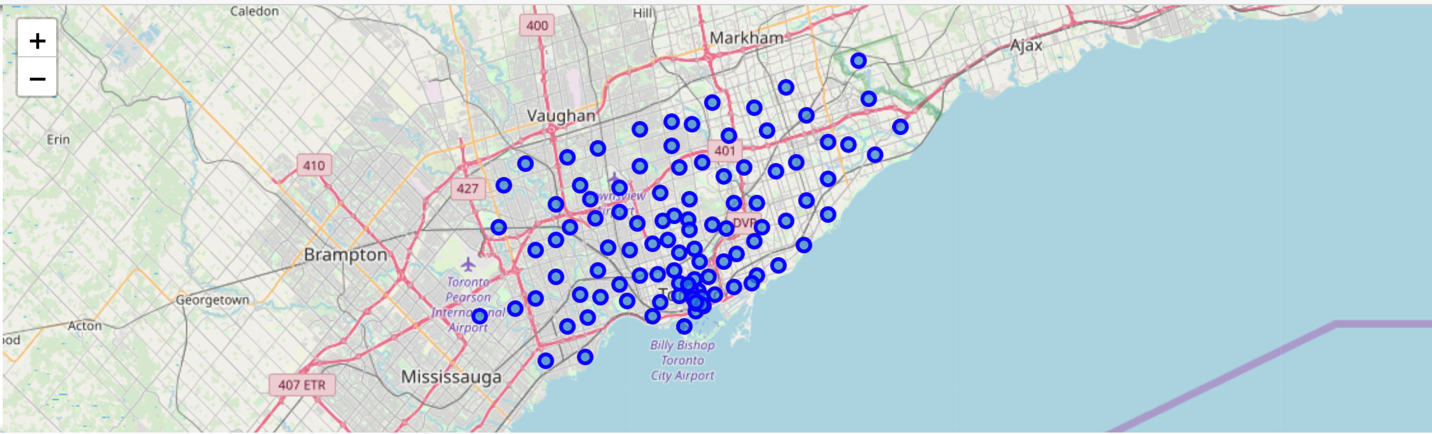 +
−
Caledon
400
Hill
Markham
Ajax
Vaughan
Erin
410
401
427
DVP
Brampton
Toronto
Pearson
International
Airport
Georgetown
Acton
Billy Bishop
Toronto
City Airport
Mississauga
407 ETR